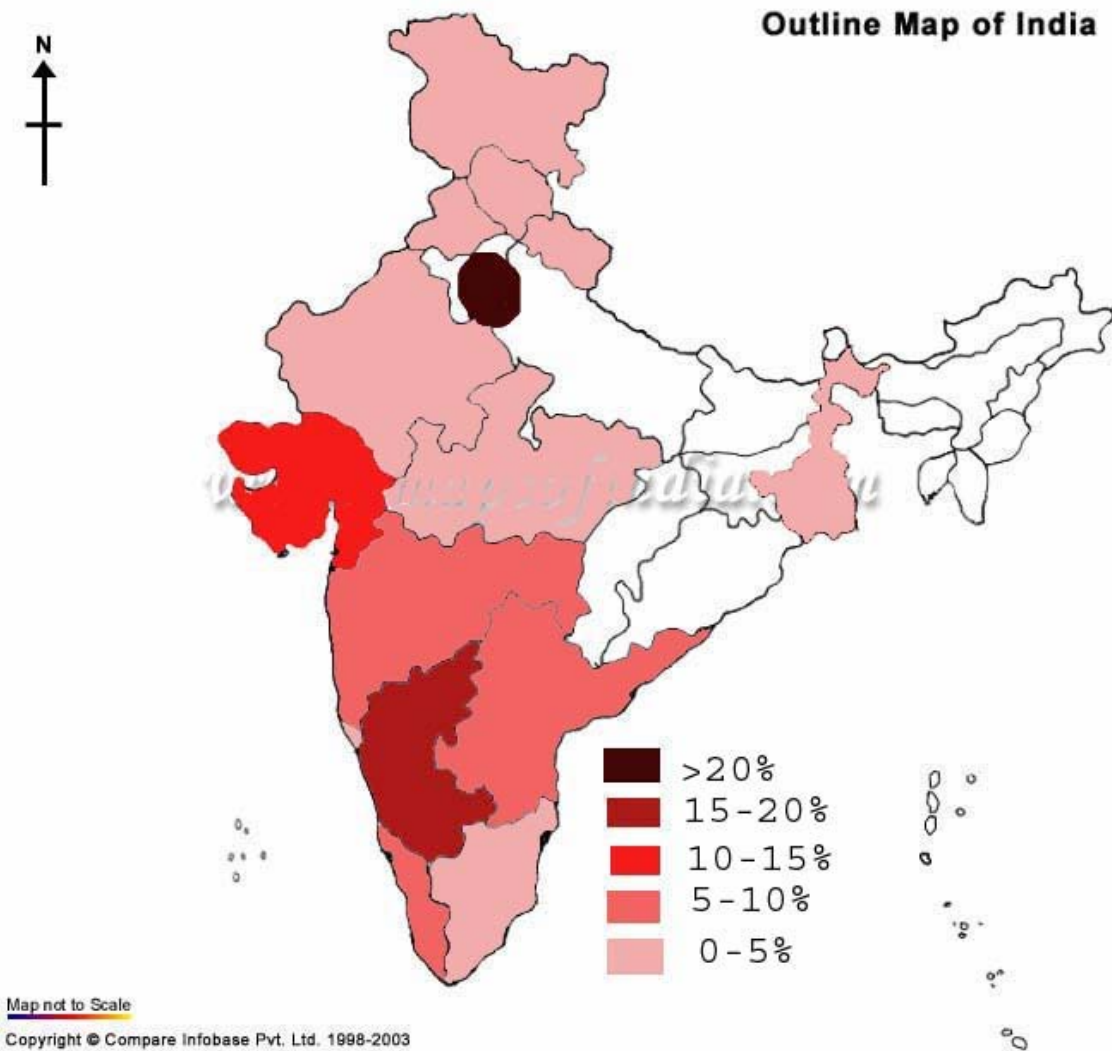 Outline Map of India
N
>20%
15-20%
10-15%
5-10%
0-5%
Map not to Scale
Copyright © Compare Infobase Pvt. Ltd. 1998-2003